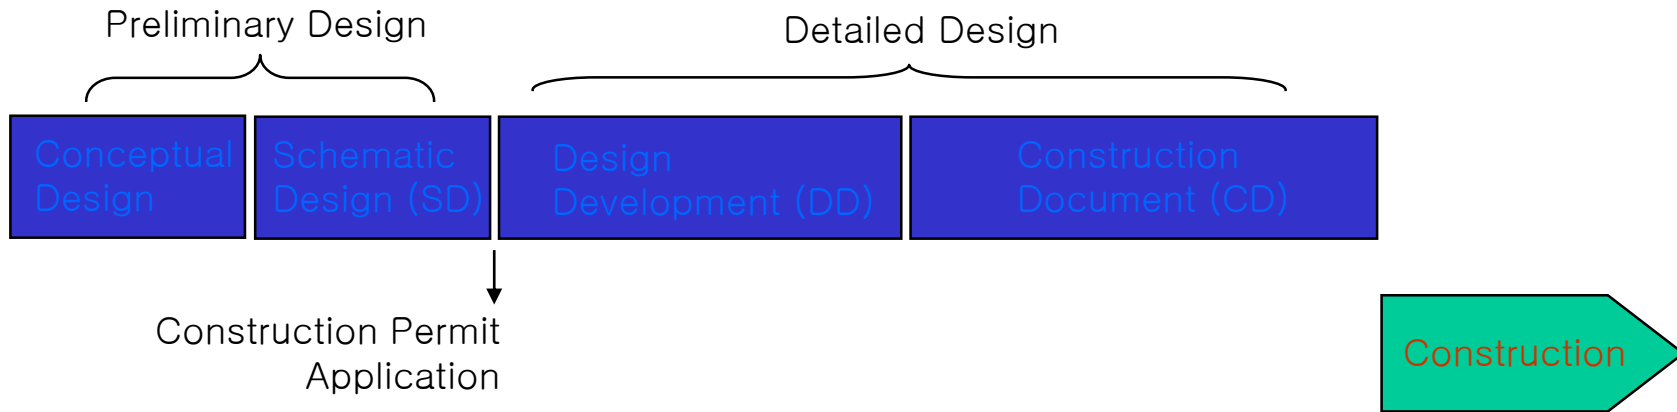 Preliminary Design
Detailed Design
Conceptual
Design
Schematic
Design (SD)
Design
Development (DD)
Construction
Document (CD)
Construction Permit
Application
Construction